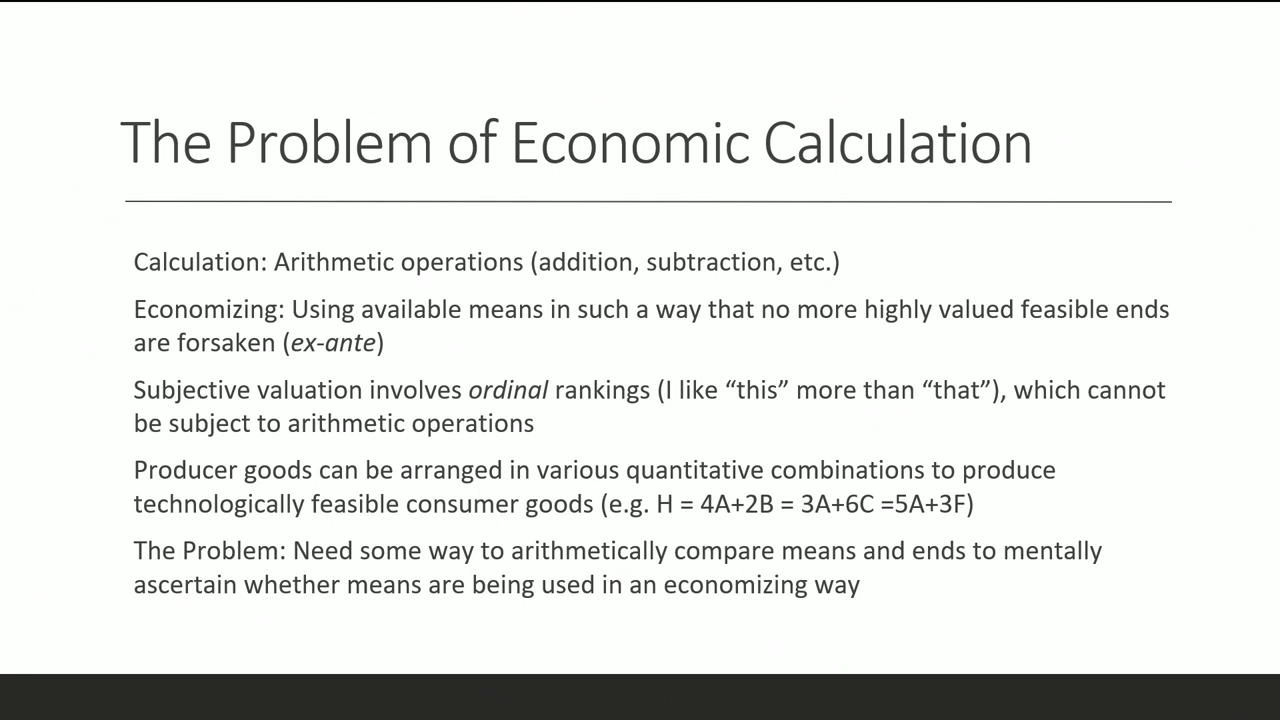 The Problem of Economic Calculation
Calculation: Arithmetic operations (addition, subtraction, etc.)
Economizing: Using available means in such a way that no more highly valued feasible ends
are forsaken (ex-ante)
Subjective valuation involves ordinal rankings (I like “this” more than “that”), which cannot
be subject to arithmetic operations
Producer goods can be arranged in various quantitative combinations to produce
technologically feasible consumer goods (e.g. H = 4A+2B = 3A+6C =5A+3F)
The Problem: Need some way to arithmetically compare means and ends to mentally
ascertain whether means are being used in an economizing way